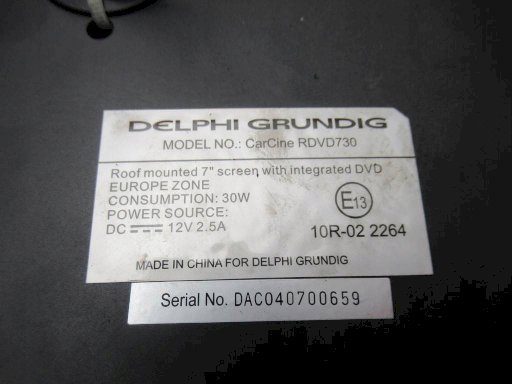 DELPHI GRUNDIG
MODEL NO.: CarCine RDVD730
Roof mounted 7" screen with integrated DVD
EUROPE ZONE
CONSUMPTION: 30W
POWER SOURCE:
DC 12V 2.5A
E13
10R-02 2264
MADE IN CHINA FOR DELPHI GRUNDIG
Serial No. DAC040700659